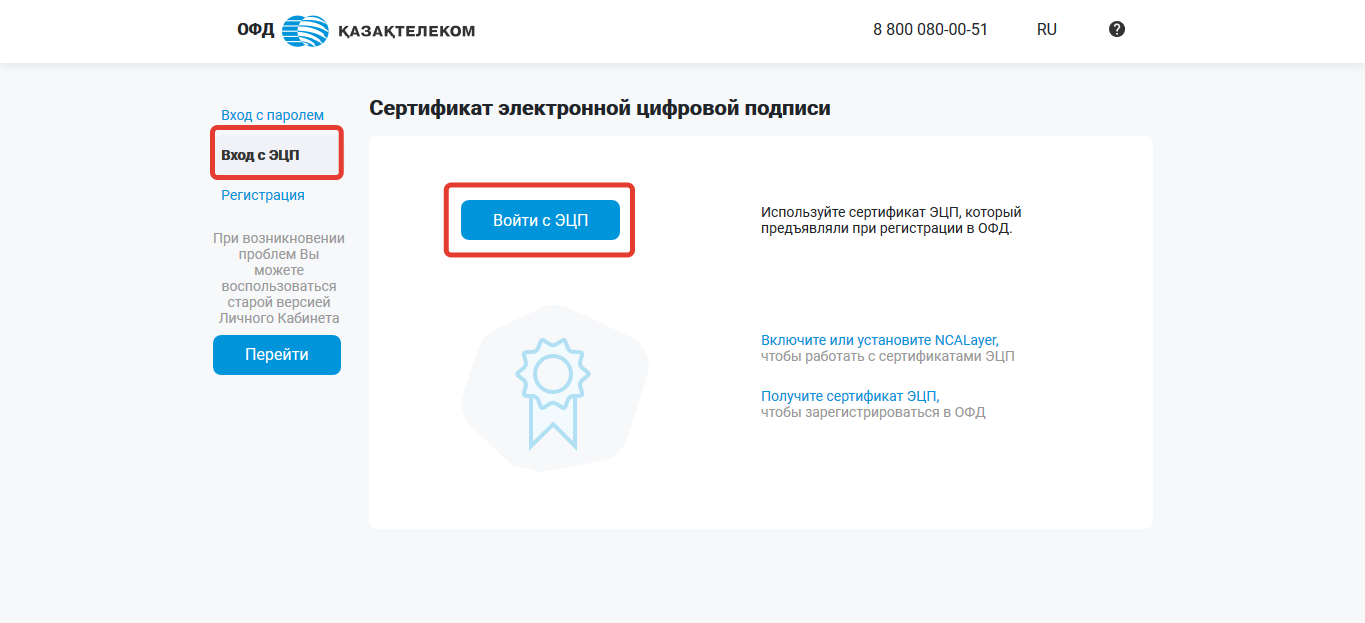 ОФД ҚАЗАҚТЕЛЕКОМ
8 800 080-00-51
RU
?
Вход с паролем
Вход с ЭЦП
Регистрация
При возникновении
проблем Вы
можете
воспользоваться
старой версией
Личного Кабинета
Перейти
Сертификат электронной цифровой подписи
Войти с ЭЦП
Используйте сертификат ЭЦП, который
предъявляли при регистрации в ОФД.
Включите или установите NCALayer,
чтобы работать с сертификатами ЭЦП
Получите сертификат ЭЦП,
чтобы зарегистрироваться в ОФД